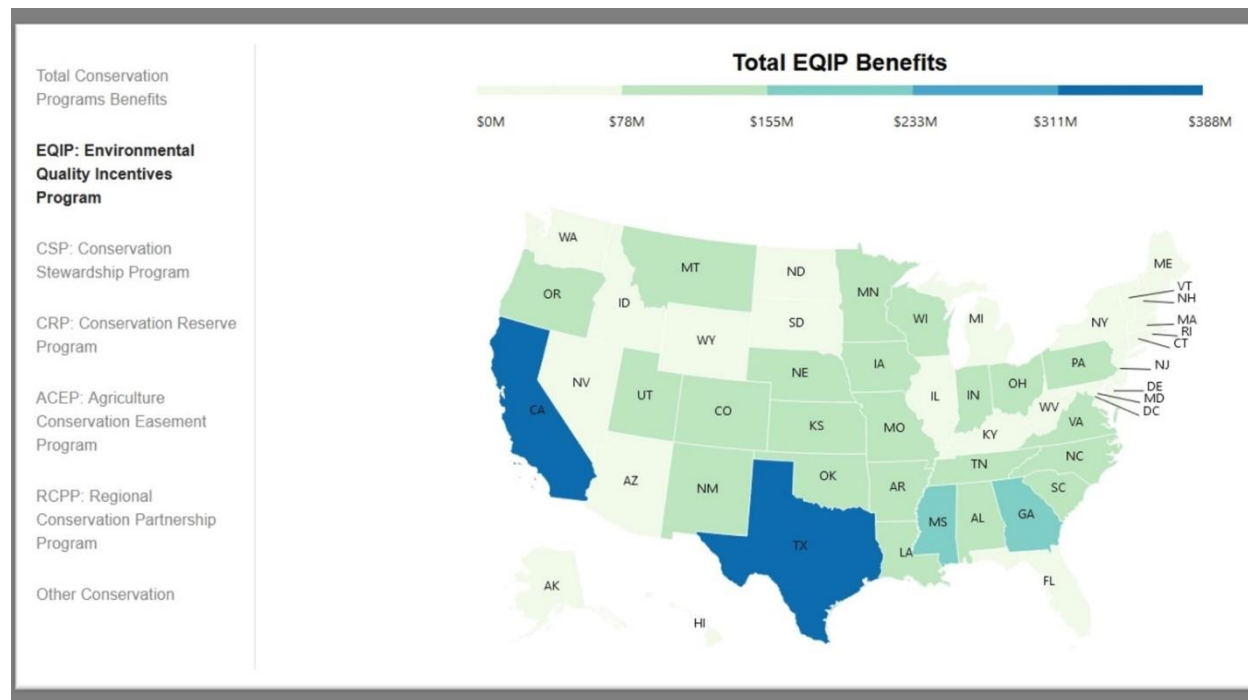 Total Conservation
Programs Benefits
EQIP: Environmental
Quality Incentives
Program
CSP: Conservation
Stewardship Program
CRP: Conservation Reserve
Program
ACEP: Agriculture
Conservation Easement
Program
RCPP: Regional
Conservation Partnership
Program
Other Conservation
Total EQIP Benefits
$0M $78M $155M $233M $311M $388M
WA
MT
ND
ME
OR
ID
MN
VT
NH
SD
WI
MI
NY
MA
RI
CT
WY
IA
PA
NJ
NE
NV
UT
CO
IL
IN
OH
DE
MD
DC
CA
KS
MO
KY
WV
VA
AZ
NM
OK
AR
TN
NC
SC
TX
LA
MS
AL
GA
AK
HI
FL